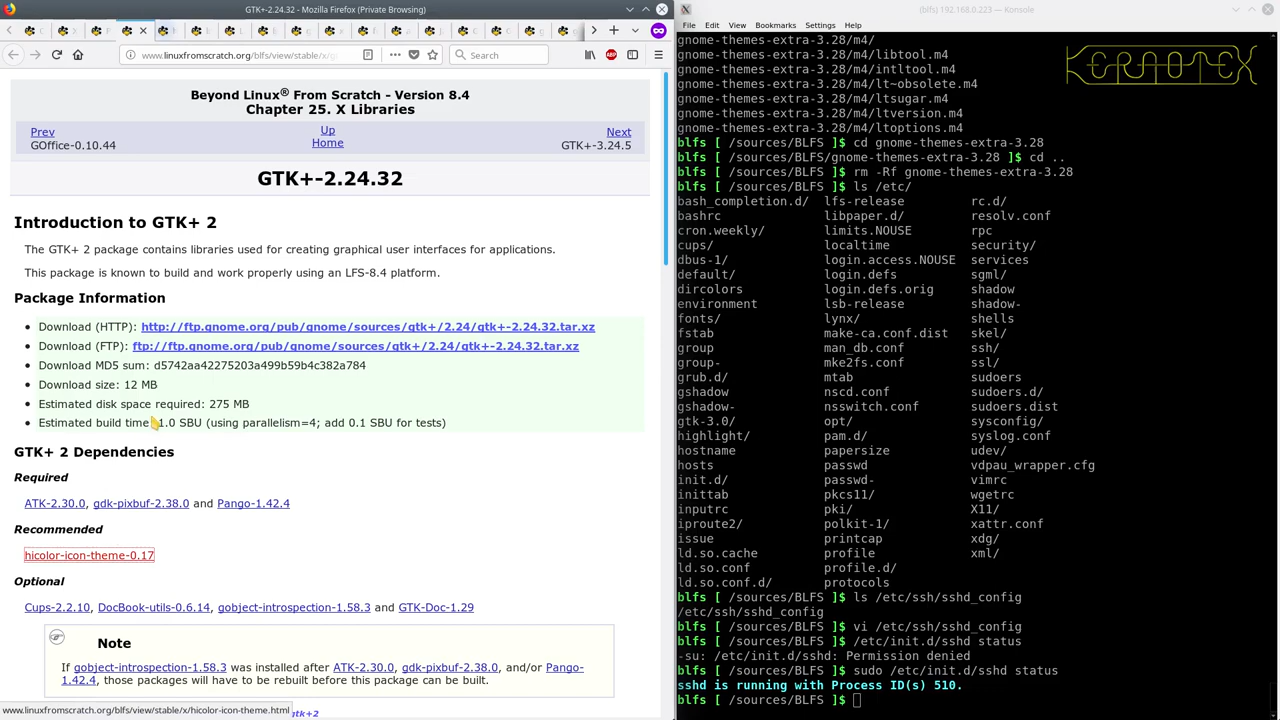 GTK+-2.24.32 - Mozilla Firefox (Private Browsing)
www.linuxfromscratch.org/blfs/view/stable/x/g
Search
Beyond Linux® From Scratch - Version 8.4
Chapter 25. X Libraries
Prev
Up
Next
GOffice-0.10.44
Home
GTK+-3.24.5
GTK+-2.24.32
Introduction to GTK+ 2
The GTK+ 2 package contains libraries used for creating graphical user interfaces for applications.
This package is known to build and work properly using an LFS-8.4 platform.
Package Information
• Download (HTTP): http://ftp.gnome.org/pub/gnome/sources/gtk+/2.24/gtk+-2.24.32.tar.xz
• Download (FTP): ftp://ftp.gnome.org/pub/gnome/sources/gtk+/2.24/gtk+-2.24.32.tar.xz
• Download MD5 sum: d5742aa42275203a499b59b4c382a784
• Download size: 12 MB
• Estimated disk space required: 275 MB
• Estimated build time: 1.0 SBU (using parallelism=4; add 0.1 SBU for tests)
GTK+ 2 Dependencies
Required
ATK-2.30.0, gdk-pixbuf-2.38.0 and Pango-1.42.4
Recommended
hicolor-icon-theme-0.17
Optional
Cups-2.2.10, DocBook-utils-0.6.14, gobject-introspection-1.58.3 and GTK-Doc-1.29
Note
If gobject-introspection-1.58.3 was installed after ATK-2.30.0, gdk-pixbuf-2.38.0, and/or Pango-
1.42.4, those packages will have to be rebuilt before this package can be built.
www.linuxfromscratch.org/blfs/view/stable/x/hicolor-icon-theme.html
(blfs) 192.168.0.223 — Konsole
File Edit View Bookmarks Settings Help
KERAOTEX
gnome-themes-extra-3.28/m4/
gnome-themes-extra-3.28/m4/libtool.m4
gnome-themes-extra-3.28/m4/intltool.m4
gnome-themes-extra-3.28/m4/lt~obsolete.m4
gnome-themes-extra-3.28/m4/ltsugar.m4
gnome-themes-extra-3.28/m4/ltversion.m4
gnome-themes-extra-3.28/m4/ltoptions.m4
blfs [ /sources/BLFS ]$ cd gnome-themes-extra-3.28
blfs [ /sources/BLFS/gnome-themes-extra-3.28 ]$ cd ..
blfs [ /sources/BLFS ]$ rm -Rf gnome-themes-extra-3.28
blfs [ /sources/BLFS ]$ ls /etc/
bash_completion.d/ lfs-release rc.d/
bashrc libpaper.d/ resolv.conf
cron.weekly/ limits.NOUSE rpc
cups/ localtime security/
dbus-1/ login.access.NOUSE services
default/ login.defs sgml/
dircolors login.defs.orig shadow
environment lsb-release shadow-
fonts/ lynx/ shells
fstab make-ca.conf.dist skel/
group man_db.conf ssh/
group- mke2fs.conf ssl/
grub.d/ mtab sudoers
gshadow nscd.conf sudoers.d/
gshadow- nsswitch.conf sudoers.dist
gtk-3.0/ opt/ sysconfig/
highlight/ pam.d/ syslog.conf
hostname papersize udev/
hosts passwd vdpau_wrapper.cfg
init.d/ passwd- vimrc
inittab pkcs11/ wgetrc
inputrc pki/ X11/
iproute2/ polkit-1/ xattr.conf
issue printcap xdg/
ld.so.cache profile xml/
ld.so.conf profile.d/
ld.so.conf.d/ protocols
blfs [ /sources/BLFS ]$ ls /etc/ssh/sshd_config
/etc/ssh/sshd_config
blfs [ /sources/BLFS ]$ vi /etc/ssh/sshd_config
blfs [ /sources/BLFS ]$ /etc/init.d/sshd status
-su: /etc/init.d/sshd: Permission denied
blfs [ /sources/BLFS ]$ sudo /etc/init.d/sshd status
sshd is running with Process ID(s) 510.
blfs [ /sources/BLFS ]$